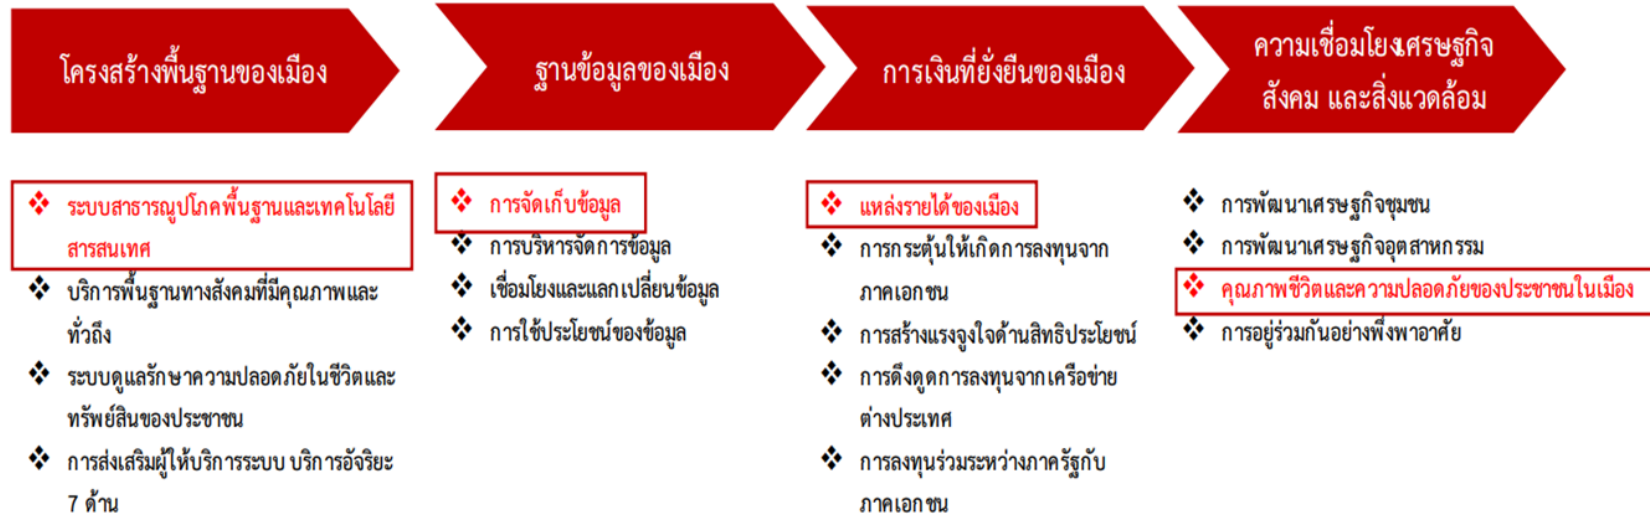 โครงสร้างพื้นฐานของเมือง
ฐานข้อมูลของเมือง
การเงินที่ยั่งยืนของเมือง
ความเชื่อมโยงเศรษฐกิจ
สังคม และสิ่งแวดล้อม
ระบบสาธารณูปโภคพื้นฐานและเทคโนโลยี
สารสนเทศ
บริการพื้นฐานทางสังคมที่มีคุณภาพและ
ทั่วถึง
ระบบดูแลรักษาความปลอดภัยในชีวิตและ
ทรัพย์สินของประชาชน
การส่งเสริมผู้ให้บริการระบบ บริการอัจริยะ
7 ด้าน
การจัดเก็บข้อมูล
การบริหารจัดการข้อมูล
เชื่อมโยงและแลกเปลี่ยนข้อมูล
การใช้ประโยชน์ของข้อมูล
แหล่งรายได้ของเมือง
การกระตุ้นให้เกิดการลงทุนจาก
ภาคเอกชน
การสร้างแรงจูงใจด้านสิทธิประโยชน์
การดึงดูดการลงทุนจากเครือข่าย
ต่างประเทศ
การลงทุนร่วมระหว่างภาครัฐกับ
ภาคเอกชน
การพัฒนาเศรษฐกิจชุมชน
การพัฒนาเศรษฐกิจอุตสาหกรรม
คุณภาพชีวิตและความปลอดภัยของประชาชนในเมือง
การอยู่ร่วมกันอย่างพึ่งพาอาศัย